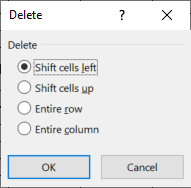 Delete
?
Delete
Shift cells left
Shift cells up
Entire row
Entire column
OK Cancel